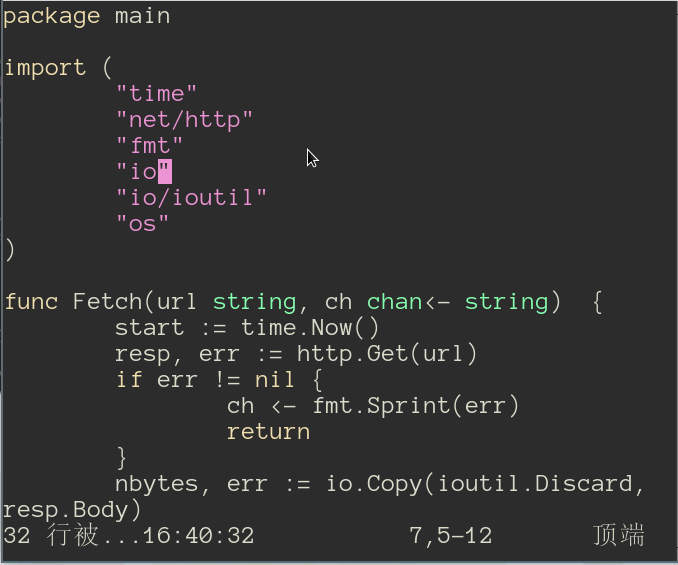 package main
import (
"time"
"net/http"
"fmt"
"io"
"io/ioutil"
"os"
)
func Fetch(url string, ch chan<- string)  {
start := time.Now()
resp, err := http.Get(url)
if err != nil {
ch <- fmt.Sprint(err)
return
}
nbytes, err := io.Copy(ioutil.Discard,
resp.Body)
32 行被...16:40:32 7,5-12 顶端